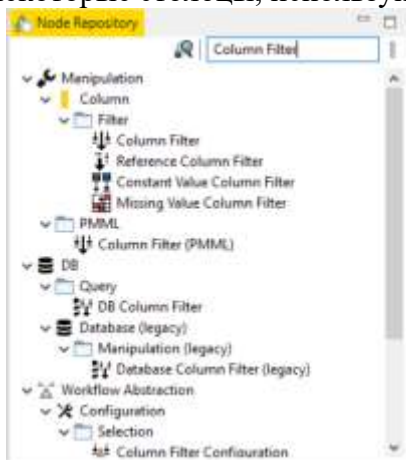 столбцы, использу
Node Repository
Column Filter
Manipulation
Column
Filter
Column Filter
Reference Column Filter
Constant Value Column Filter
Missing Value Column Filter
PMML
Column Filter (PMML)
DB
Query
DB Column Filter
Database (legacy)
Manipulation (legacy)
Database Column Filter (legacy)
Workflow Abstraction
Configuration
Selection
Column Filter Configuration